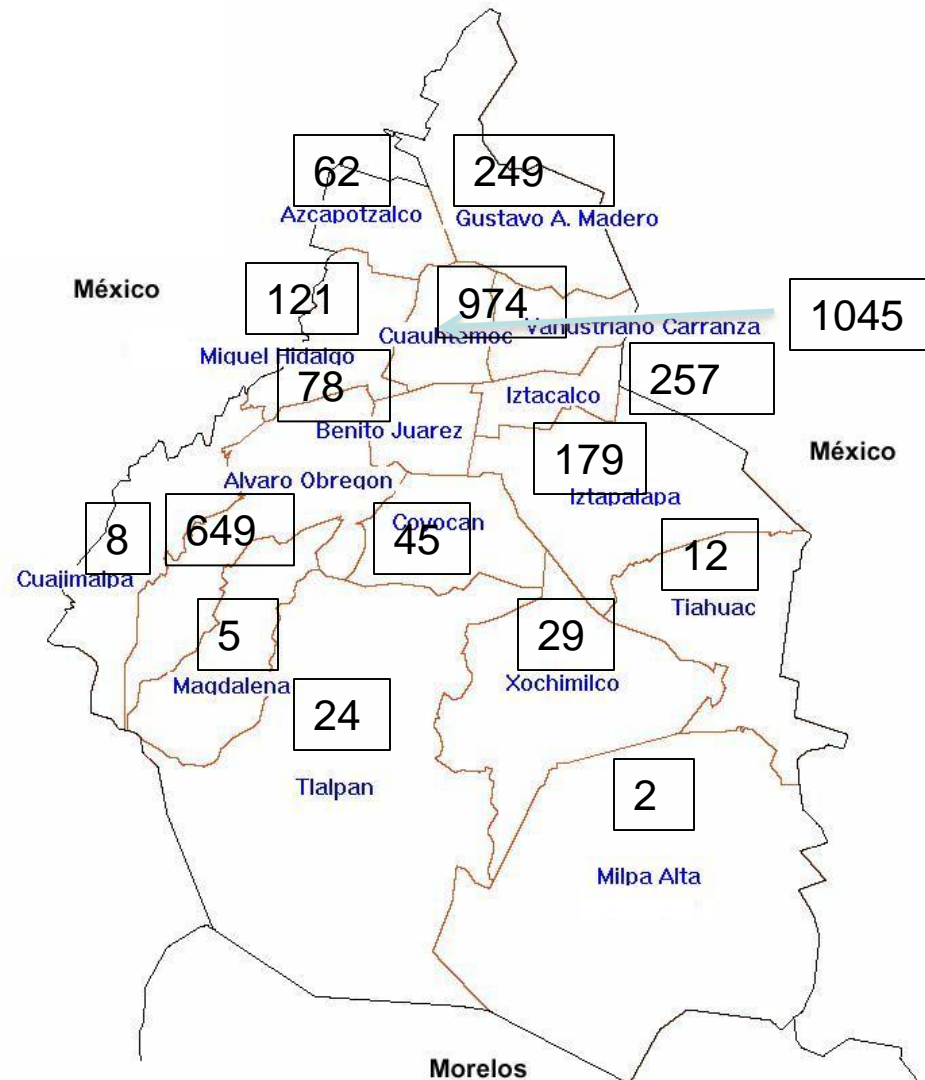 62
249
Azcapotzalco
Gustavo A. Madero
México
121
974
1045
Cuauhtemoc
Vanustriano Carranza
Miguel Hidalgo
78
257
Iztacalco
Benito Juarez
179
México
Alvaro Obregon
Iztapalapa
8
649
45
Coyocan
12
Cuajimalpa
Tiahuac
5
29
Magdalena
Xochimilco
24
Tlalpan
2
Milpa Alta
Morelos